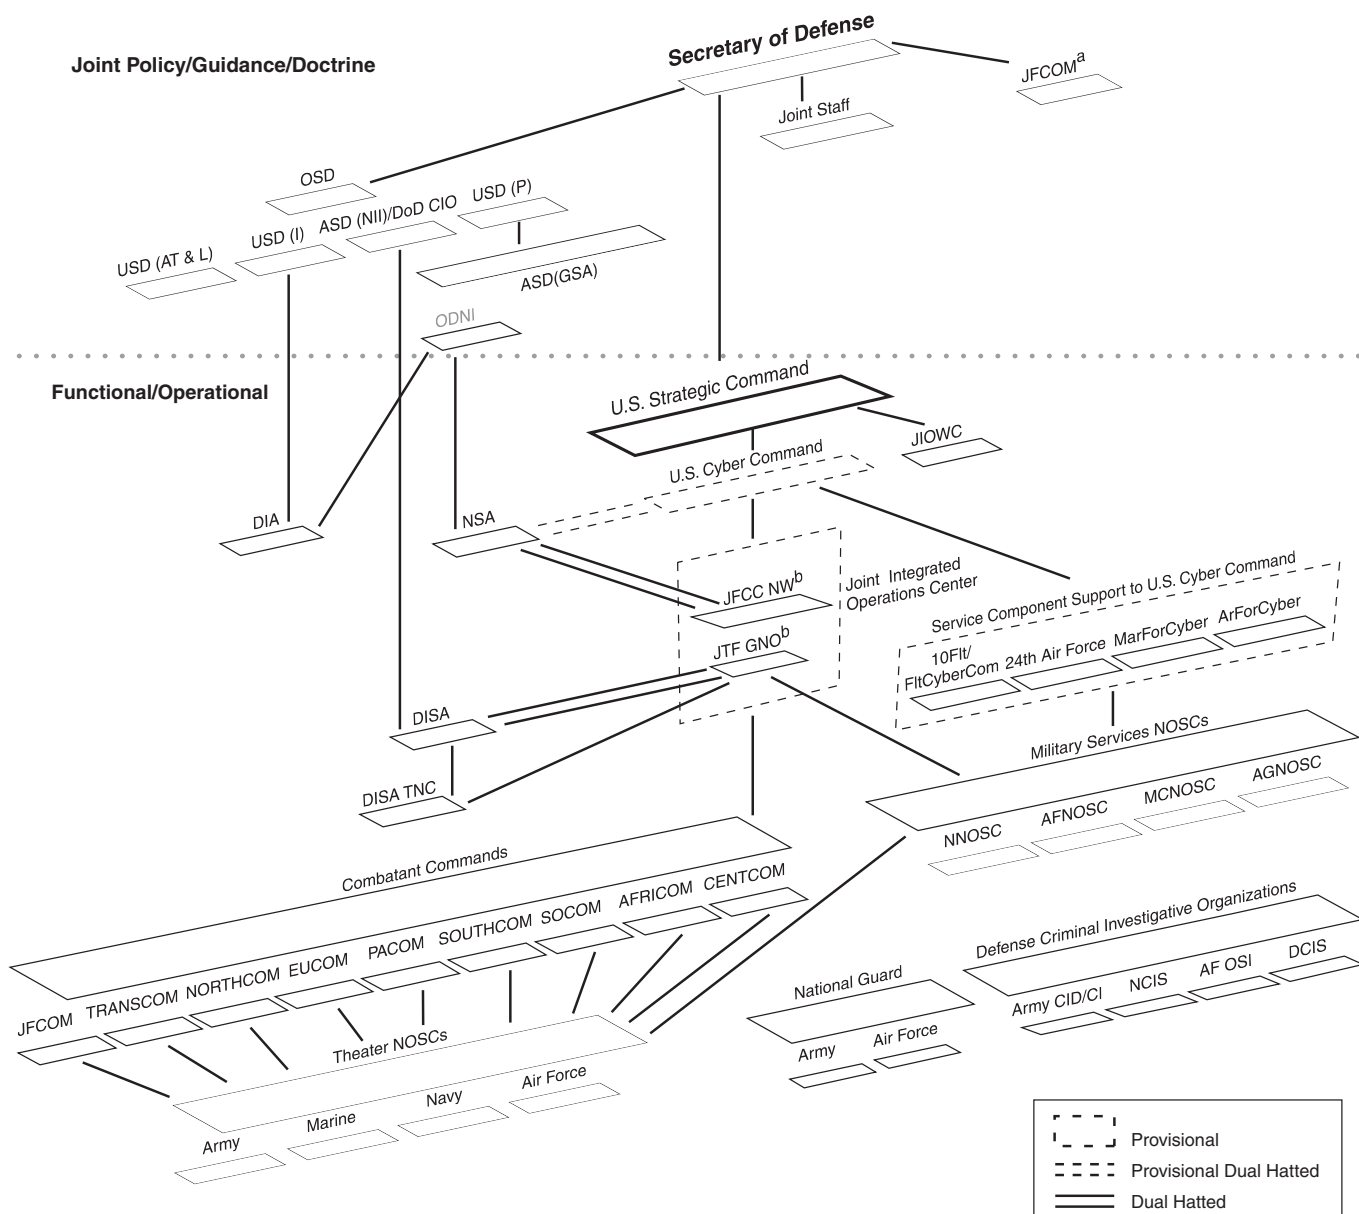 Secretary of Defense
Joint Policy/Guidance/Doctrine
JFCOMa
Joint Staff
OSD
USD (P)
ASD (NII)/DoD CIO
USD (I)
USD (AT & L)
ASD(GSA)
ODNI
Functional/Operational
U.S. Strategic Command
JIOWC
U.S. Cyber Command
DIA
NSA
JFCC NWb
Joint Integrated
Operations Center
Service Component Support to U.S. Cyber Command
JTF GNOb
10Flt/
FltCyberCom
24th Air Force
MarForCyber
ArForCyber
DISA
Military Services NOSCs
DISA TNC
NNOSC
AFNOSC
MCNOSC
AGNOSC
Combatant Commands
JFCOM
TRANSCOM
NORTHCOM
EUCOM
PACOM
SOUTHCOM
SOCOM
AFRICOM
CENTCOM
Defense Criminal Investigative Organizations
Army CID/CI
NCIS
AF OSI
DCIS
National Guard
Army
Air Force
Theater NOSCs
Army
Marine
Navy
Air Force
Provisional
Provisional Dual Hatted
Dual Hatted